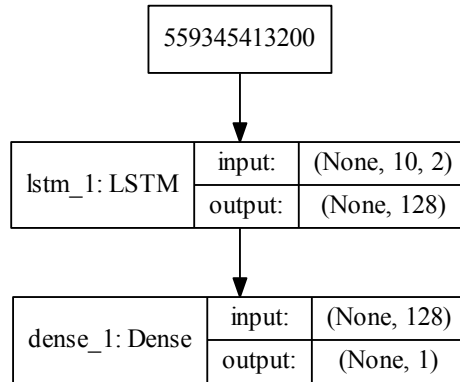 559345413200
lstm_1: LSTM
input:
(None, 10, 2)
output:
(None, 128)
dense_1: Dense
input:
(None, 128)
output:
(None, 1)